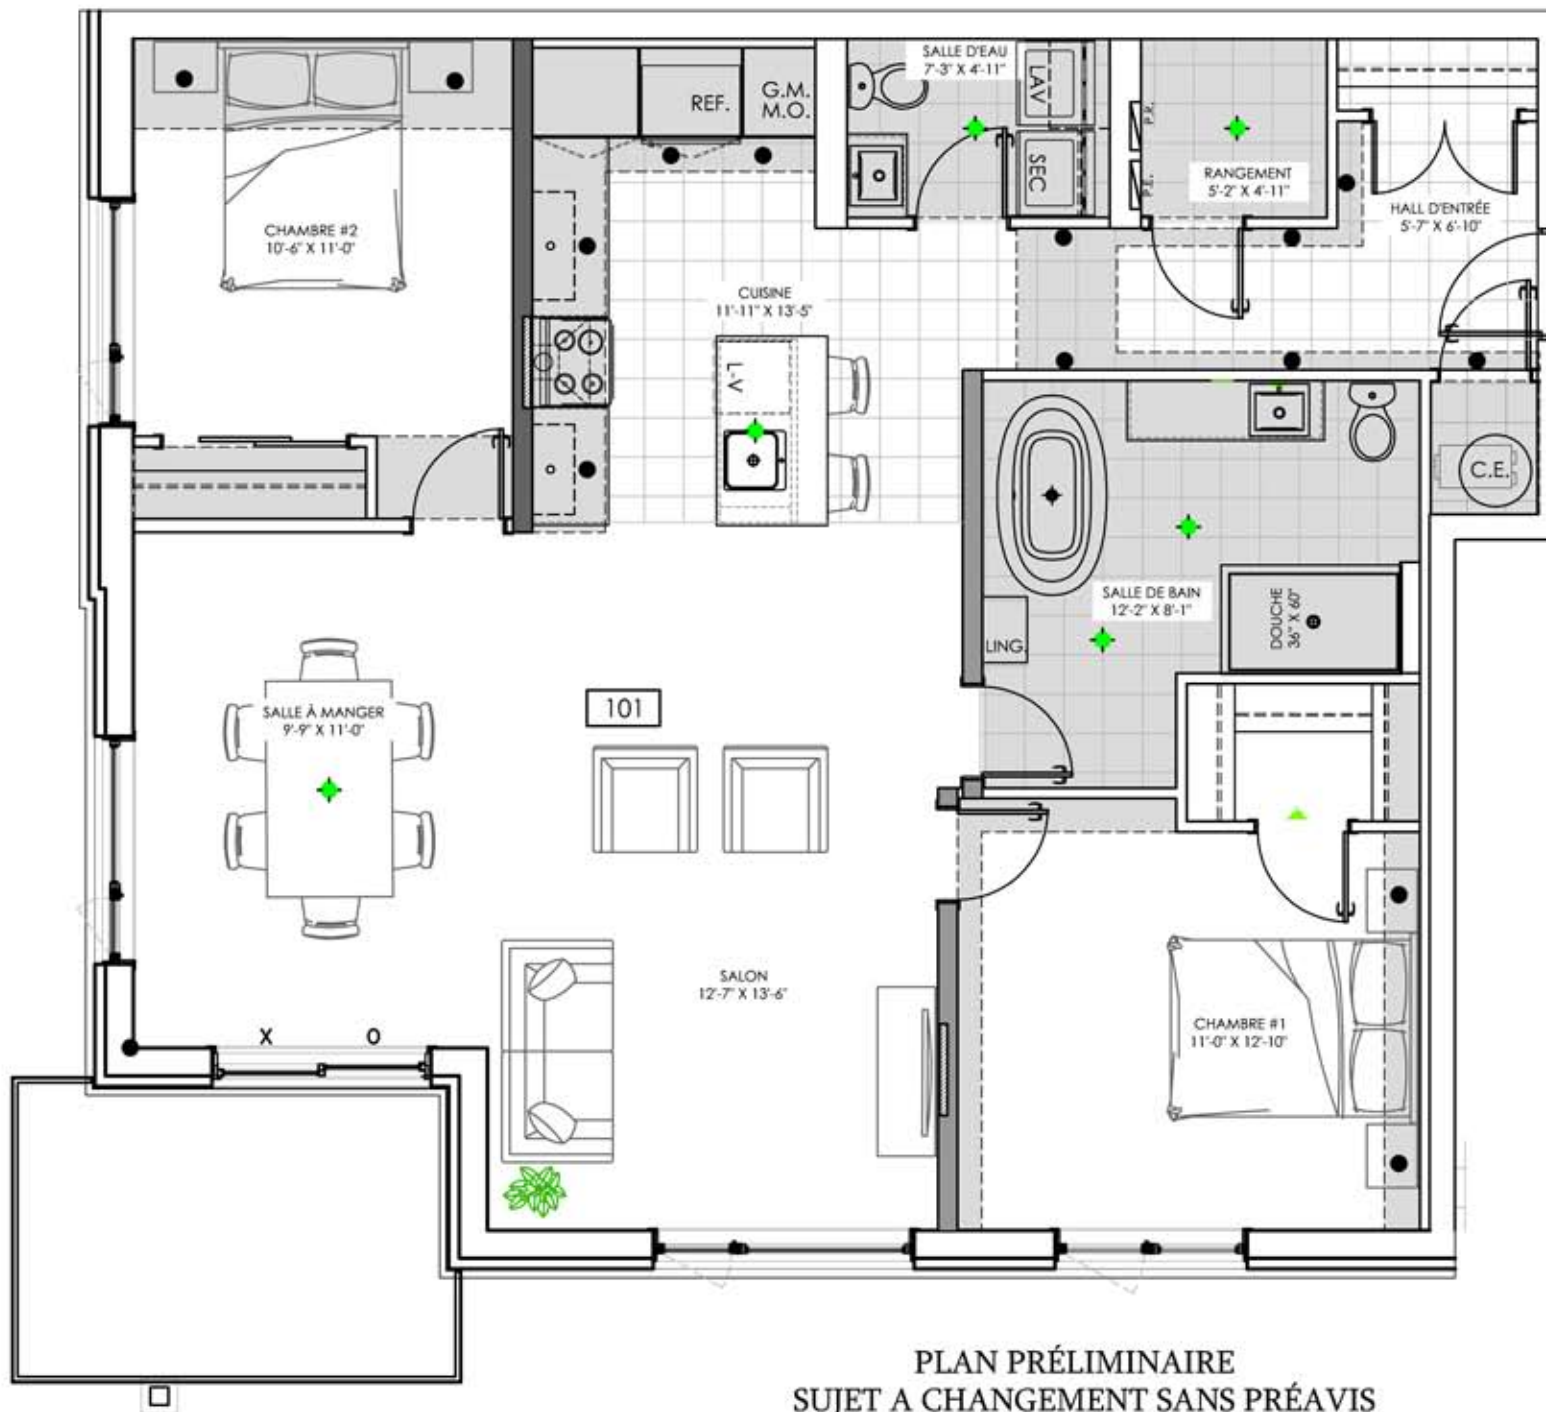 SALLE D'EAU
7'-3" X 4'-11"
LAV
SEC
REF.
G.M.
M.O.
P.R.
P.E.
RANGEMENT
5'-2" X 4'-11"
HALL D'ENTRÉE
5'-7" X 6'-10"
CHAMBRE #2
10'-6" X 11'-0"
CUISINE
11'-11" X 13'-5"
L-V
C.E.
SALLE DE BAIN
12'-2" X 8'-1"
DOUCHE
36" X 60"
LING.
101
SALLE À MANGER
9'-9" X 11'-0"
SALON
12'-7" X 13'-6"
CHAMBRE #1
11'-0" X 12'-10"
X O
PLAN PRÉLIMINAIRE
SUJET A CHANGEMENT SANS PRÉAVIS